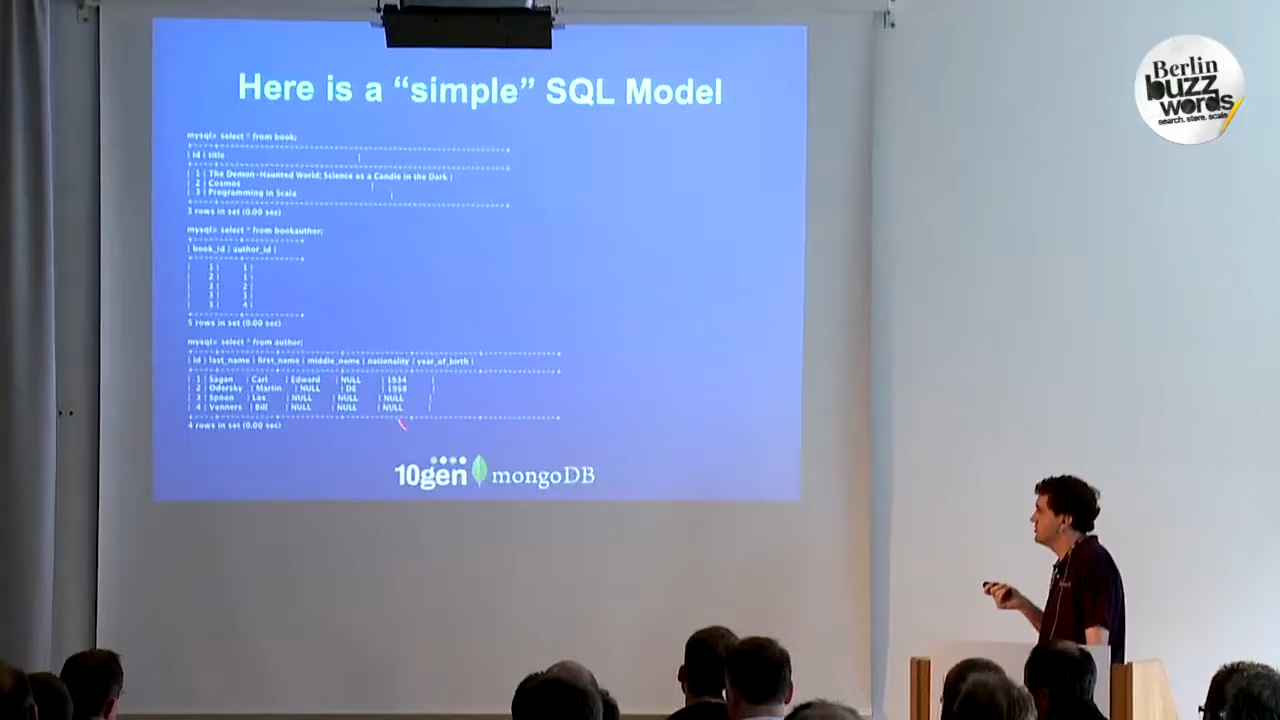 Here is a “simple” SQL Model
mysql> select * from book;
| id | title |
| 1 | The Demon-Haunted World: Science as a Candle in the Dark |
| 2 | Cosmos |
| 3 | Programming in Scala |
3 rows in set (0.00 sec)
mysql> select * from bookauthor;
| book_id | author_id |
| 1 | 1 |
| 2 | 1 |
| 3 | 2 |
| 3 | 3 |
| 3 | 4 |
5 rows in set (0.00 sec)
mysql> select * from author;
| id | last_name | first_name | middle_name | nationality | year_of_birth |
| 1 | Sagan | Carl | Edward | NULL | 1934 |
| 2 | Odersky | Martin | NULL | DE | 1958 |
| 3 | Spoon | Lex | NULL | NULL | NULL |
| 4 | Venners | Bill | NULL | NULL | NULL |
4 rows in set (0.00 sec)
10gen mongoDB
Berlin
buzz
words
search. store. scale.